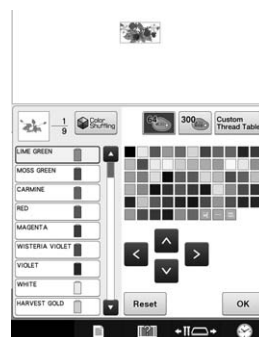 1
9
Color
Shuffling
64
300
Custom
Thread Table
LIME GREEN
MOSS GREEN
CARMINE
RED
MAGENTA
WISTERIA VIOLET
VIOLET
WHITE
HARVEST GOLD
Reset
OK